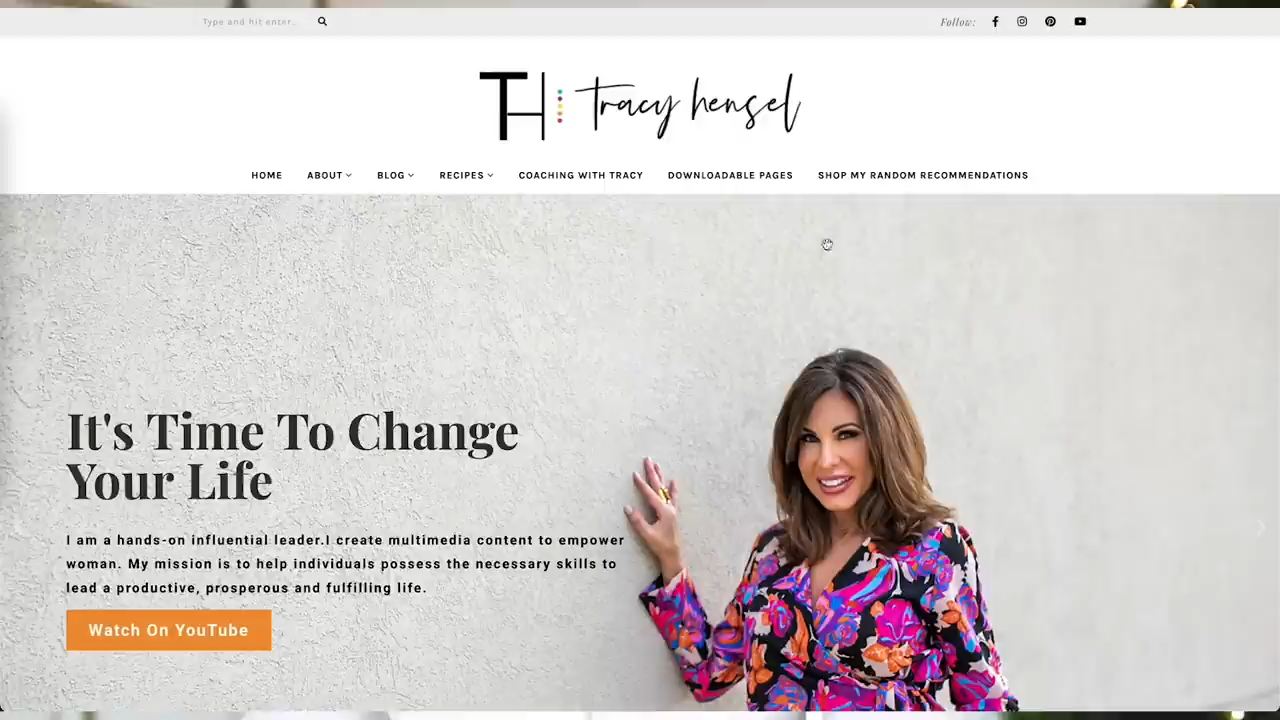 Type and hit enter...
Follow:
TH tracy hensel
HOME ABOUT BLOG RECIPES COACHING WITH TRACY DOWNLOADABLE PAGES SHOP MY RANDOM RECOMMENDATIONS
It's Time To Change
Your Life
I am a hands-on influential leader.I create multimedia content to empower
woman. My mission is to help individuals possess the necessary skills to
lead a productive, prosperous and fulfilling life.
Watch On YouTube